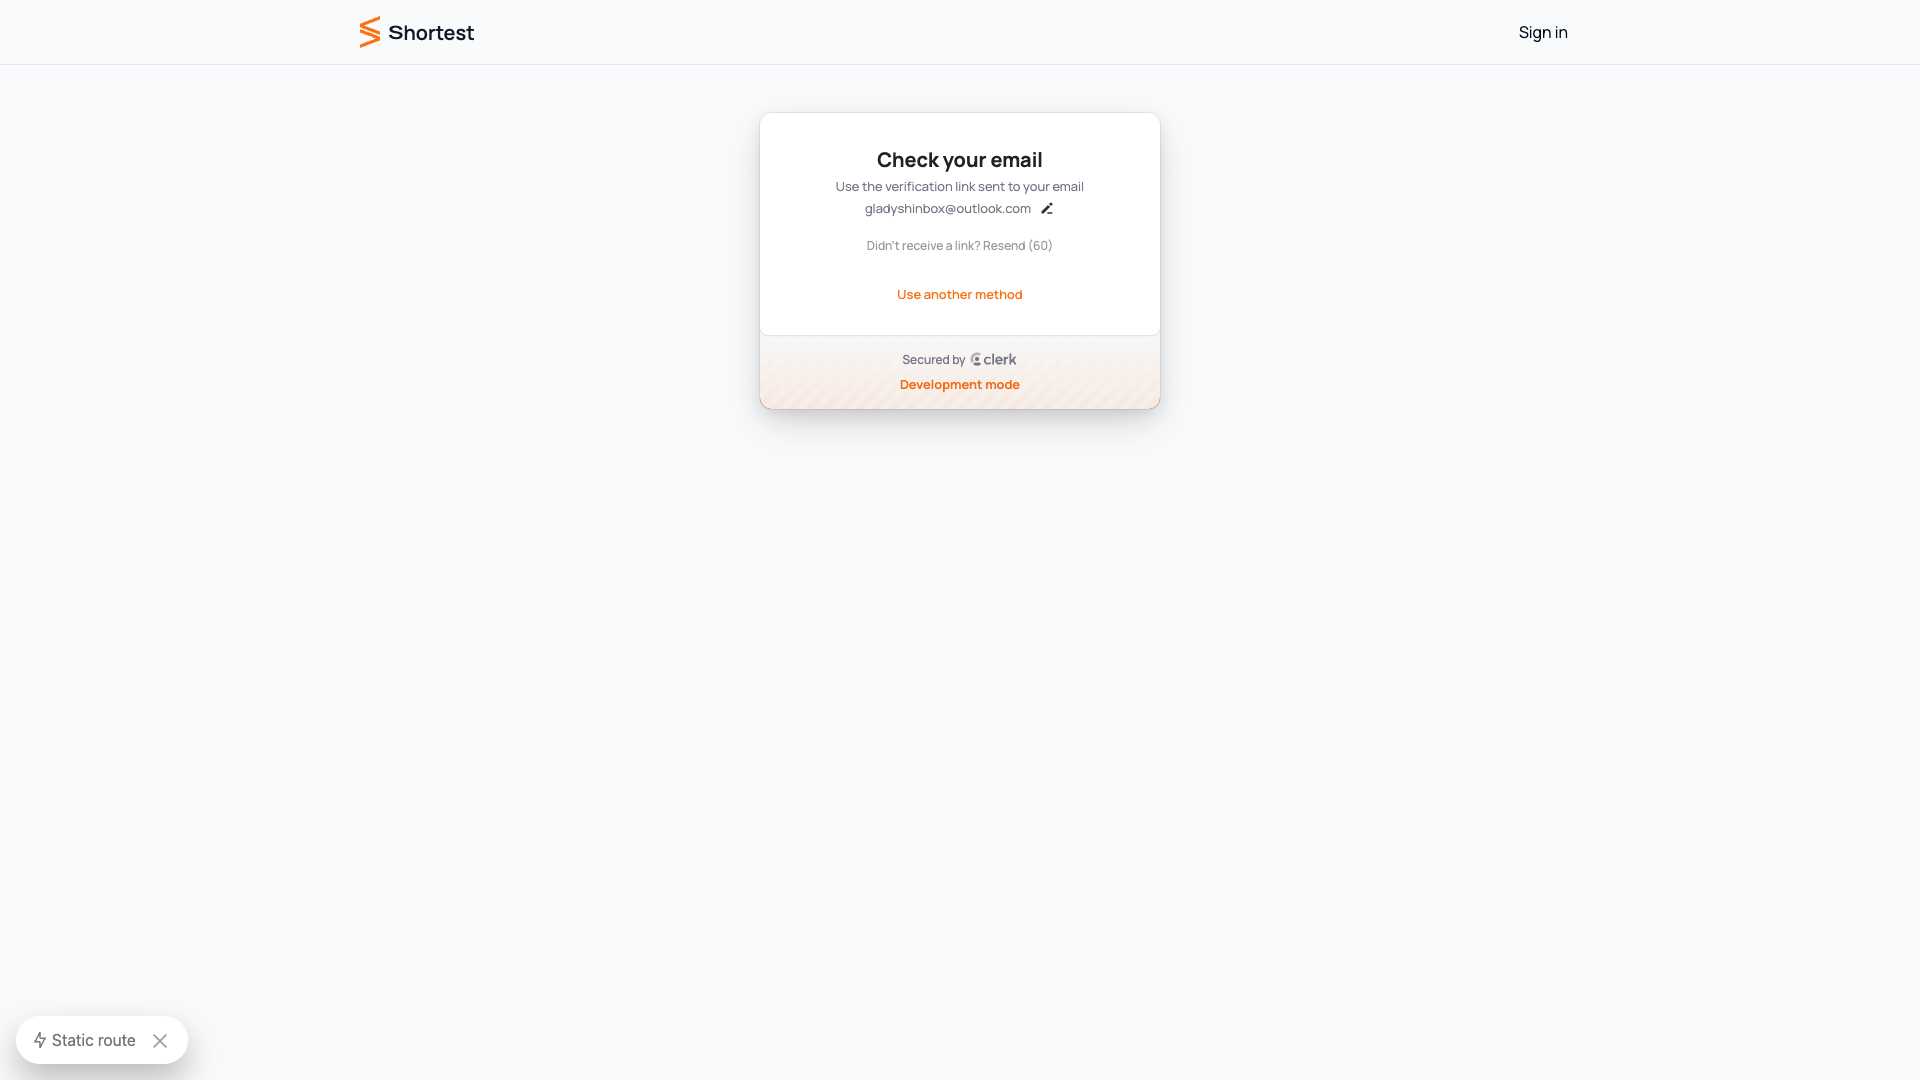 Shortest
Sign in
Check your email
Use the verification link sent to your email
gladyshinbox@outlook.com
Didn't receive a link? Resend (60)
Use another method
Secured by clerk
Development mode
Static route